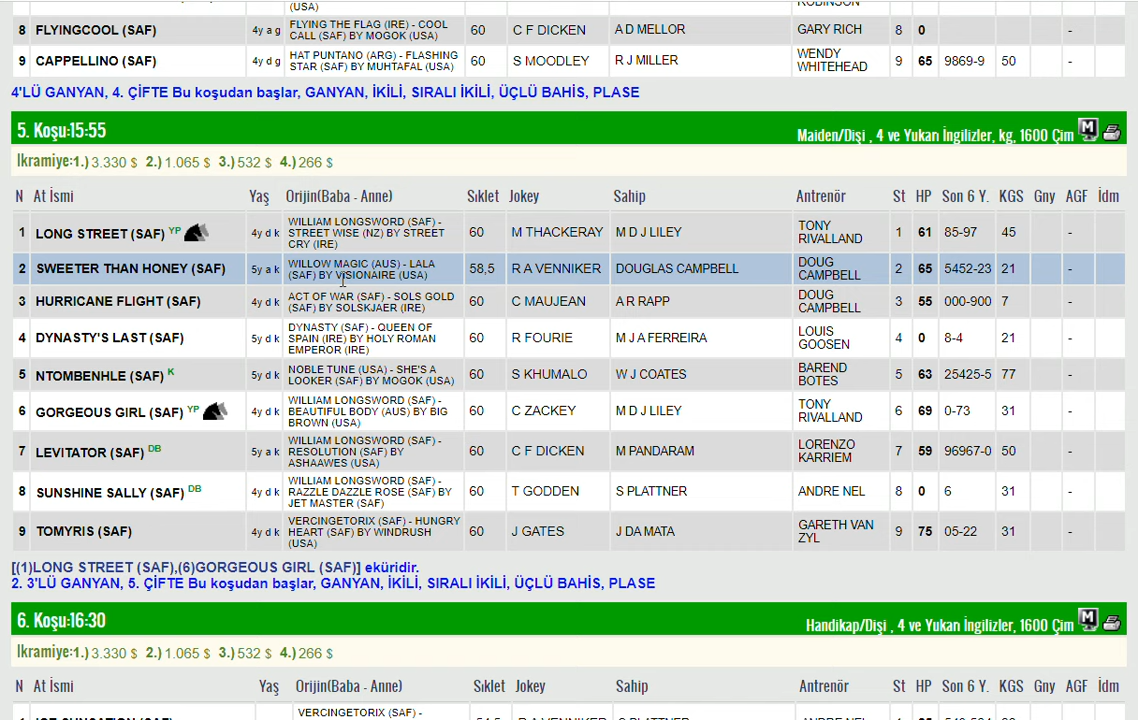 (USA)
ROBINSON
8 FLYINGCOOL (SAF) 4y a g FLYING THE FLAG (IRE) - COOL CALL (SAF) BY MOGOK (USA) 60 C F DICKEN A D MELLOR GARY RICH 8 0 -
9 CAPPELLINO (SAF) 4y d g HAT PUNTANO (ARG) - FLASHING STAR (SAF) BY MUHTAFAL (USA) 60 S MOODLEY R J MILLER WENDY WHITEHEAD 9 65 9869-9 50 -
4'LÜ GANYAN, 4. ÇİFTE Bu koşudan başlar, GANYAN, İKİLİ, SIRALI İKİLİ, ÜÇLÜ BAHİS, PLASE
5. Koşu:15:55 Maiden/Dişi , 4 ve Yukarı İngilizler, kg, 1600 Çim M
İkramiye:1.) 3.330 $ 2.) 1.065 $ 3.) 532 $ 4.) 266 $
N At İsmi Yaş Orijin(Baba - Anne) Sıklet Jokey Sahip Antrenör St HP Son 6 Y. KGS Gny AGF İdm
1 LONG STREET (SAF) YP 4y d k WILLIAM LONGSWORD (SAF) - STREET WISE (NZ) BY STREET CRY (IRE) 60 M THACKERAY M D J LILEY TONY RIVALLAND 1 61 85-97 45 -
2 SWEETER THAN HONEY (SAF) 5y a k WILLOW MAGIC (AUS) - LALA (SAF) BY VISIONAIRE (USA) 58,5 R A VENNIKER DOUGLAS CAMPBELL DOUG CAMPBELL 2 65 5452-23 21 -
3 HURRICANE FLIGHT (SAF) 4y d k ACT OF WAR (SAF) - SOLS GOLD (SAF) BY SOLSKJAER (IRE) 60 C MAUJEAN A R RAPP DOUG CAMPBELL 3 55 000-900 7 -
4 DYNASTY'S LAST (SAF) 5y d k DYNASTY (SAF) - QUEEN OF SPAIN (IRE) BY HOLY ROMAN EMPEROR (IRE) 60 R FOURIE M J A FERREIRA LOUIS GOOSEN 4 0 8-4 21 -
5 NTOMBENHLE (SAF) K 5y d k NOBLE TUNE (USA) - SHE'S A LOOKER (SAF) BY MOGOK (USA) 60 S KHUMALO W J COATES BAREND BOTES 5 63 25425-5 77 -
6 GORGEOUS GIRL (SAF) YP 4y d k WILLIAM LONGSWORD (SAF) - BEAUTIFUL BODY (AUS) BY BIG BROWN (USA) 60 C ZACKEY M D J LILEY TONY RIVALLAND 6 69 0-73 31 -
7 LEVITATOR (SAF) DB 5y a k WILLIAM LONGSWORD (SAF) - RESOLUTION (SAF) BY ASHAAWES (USA) 60 C F DICKEN M PANDARAM LORENZO KARRIEM 7 59 96967-0 50 -
8 SUNSHINE SALLY (SAF) DB 4y d k WILLIAM LONGSWORD (SAF) - RAZZLE DAZZLE ROSE (SAF) BY JET MASTER (SAF) 60 T GODDEN S PLATTNER ANDRE NEL 8 0 6 31 -
9 TOMYRIS (SAF) 4y d k VERCINGETORIX (SAF) - HUNGRY HEART (SAF) BY WINDRUSH (USA) 60 J GATES J DA MATA GARETH VAN ZYL 9 75 05-22 31 -
[(1)LONG STREET (SAF),(6)GORGEOUS GIRL (SAF)] eküridir.
2. 3'LÜ GANYAN, 5. ÇİFTE Bu koşudan başlar, GANYAN, İKİLİ, SIRALI İKİLİ, ÜÇLÜ BAHİS, PLASE
6. Koşu:16:30 Handikap/Dişi , 4 ve Yukarı İngilizler, 1600 Çim M
İkramiye:1.) 3.330 $ 2.) 1.065 $ 3.) 532 $ 4.) 266 $
N At İsmi Yaş Orijin(Baba - Anne) Sıklet Jokey Sahip Antrenör St HP Son 6 Y. KGS Gny AGF İdm
VERCINGETORIX (SAF) -